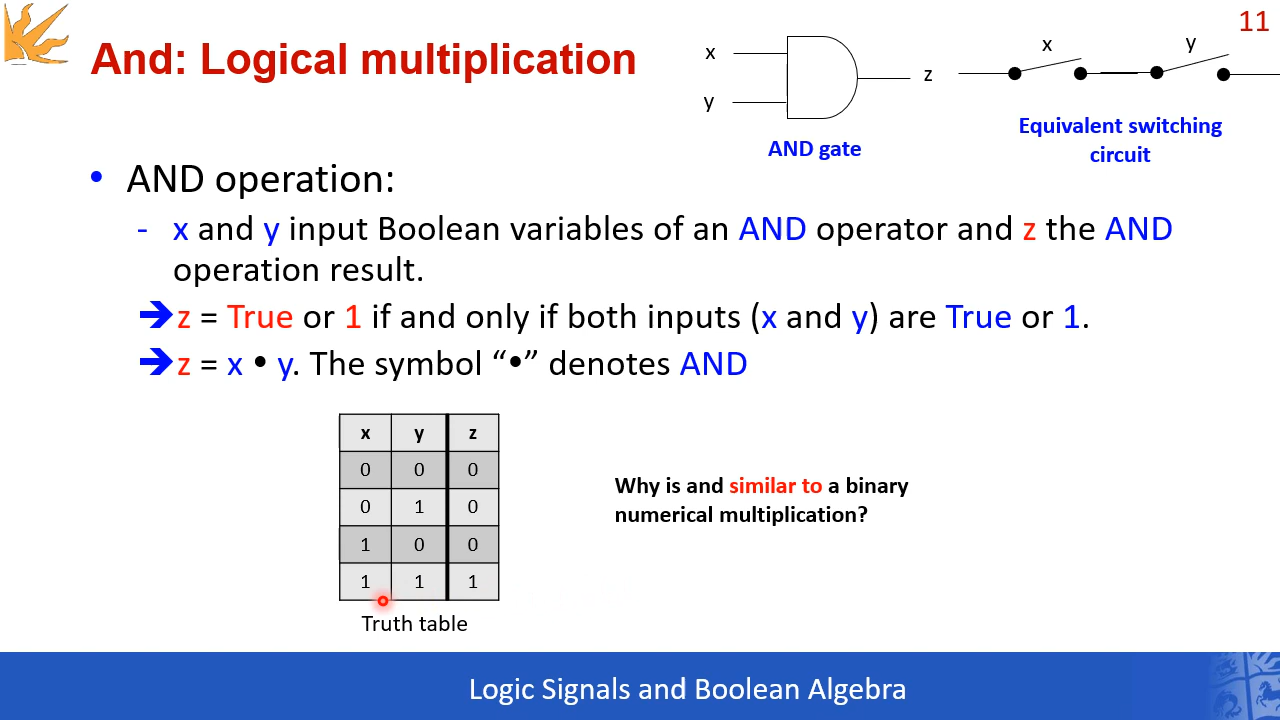 11
And: Logical multiplication
x
y
z
AND gate
x
y
Equivalent switching
circuit
• AND operation:
- x and y input Boolean variables of an AND operator and z the AND
operation result.
➔ z = True or 1 if and only if both inputs (x and y) are True or 1.
➔ z = x • y. The symbol “•” denotes AND
x y z
0 0 0
0 1 0
1 0 0
1 1 1
Truth table
Why is and similar to a binary
numerical multiplication?
Logic Signals and Boolean Algebra